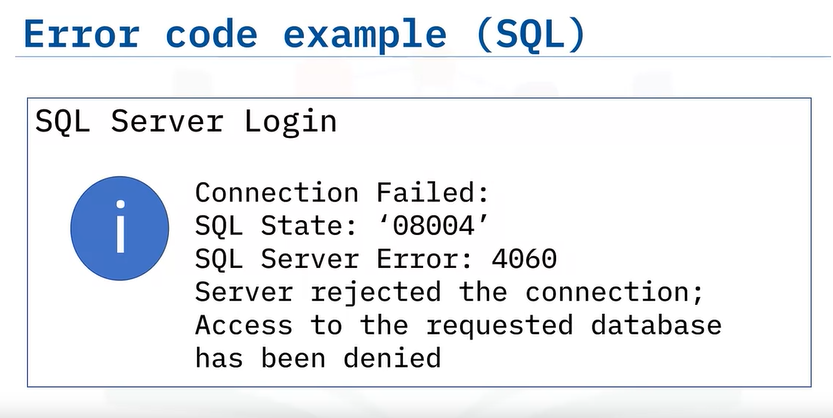 Error code example (SQL)
SQL Server Login
i
Connection Failed:
SQL State: ‘08004’
SQL Server Error: 4060
Server rejected the connection;
Access to the requested database
has been denied